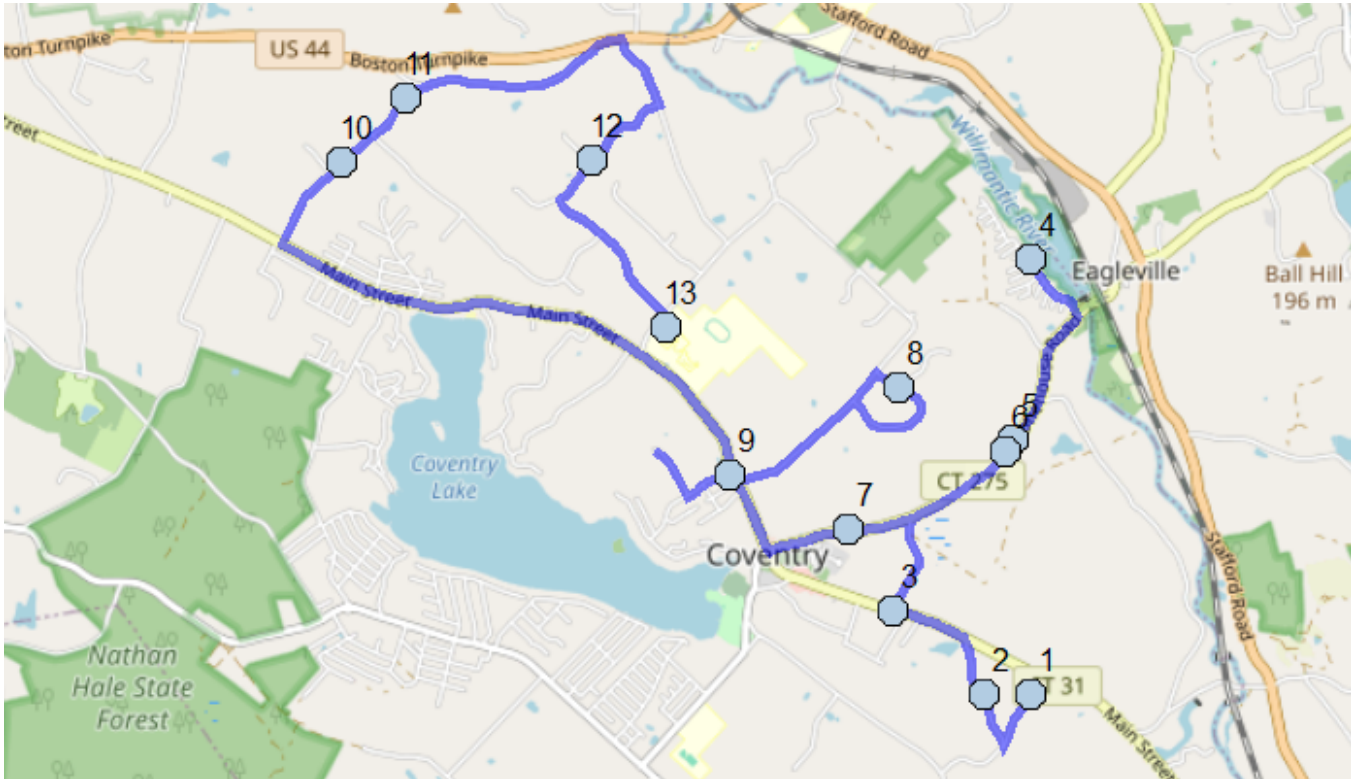 Stafford Road
ton Turnpike
US 44
Boston Turnpike
11
10
12
treet
Willimantic River
4
Eagleville
Ball Hill
196 m
Main Street
Main Street
13
8
5
6
9
Coventry
Lake
CT 275
7
Coventry
3
Stafford Road
Nathan
Hale State
Forest
2
1
31
Main Street